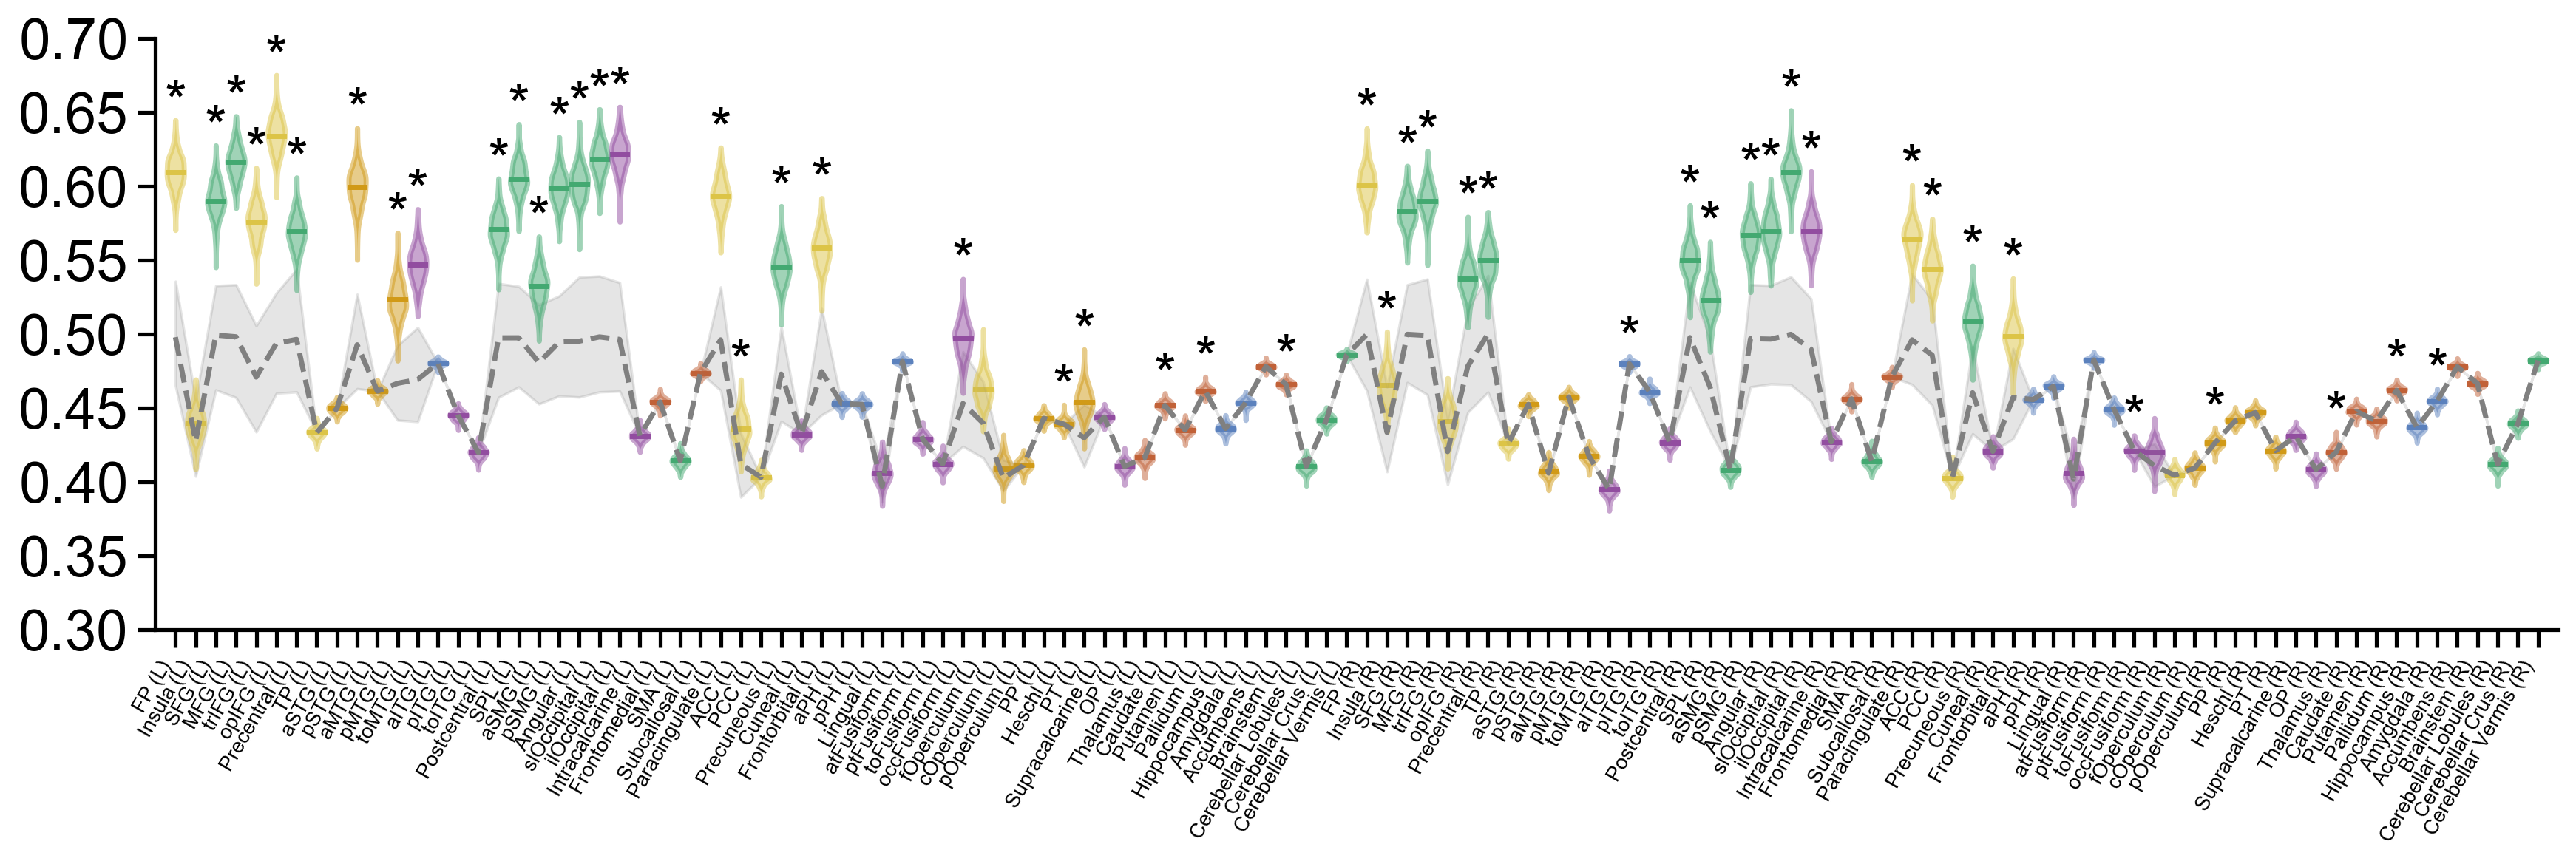 0.70
0.65
0.60
0.55
0.50
0.45
0.40
0.35
0.30
* * * * * * * * * * * * * * * * * * * * * * * * * * * * * * * * * * * * * * * * * * * * * * * * * * * * * * *
FP (L)
Insula (L)
SFG (L)
MFG (L)
triFG (L)
opIFG (L)
Precentral (L)
TP (L)
aSTG (L)
pSTG (L)
aMTG (L)
pMTG (L)
toMTG (L)
aITG (L)
pITG (L)
toITG (L)
Postcentral (L)
SPL (L)
aSMG (L)
pSMG (L)
Angular (L)
slOccipital (L)
ilOccipital (L)
Intracalcarine (L)
Frontomedial (L)
SMA (L)
Subcallosal (L)
Paracingulate (L)
ACC (L)
PCC (L)
Precuneous (L)
Cuneal (L)
Frontorbital (L)
aPH (L)
pPH (L)
Lingual (L)
atFusiform (L)
ptFusiform (L)
toFusiform (L)
occFusiform (L)
fOperculum (L)
cOperculum (L)
pOperculum (L)
PP (L)
Heschl (L)
PT (L)
Supracalcarine (L)
OP (L)
Thalamus (L)
Caudate (L)
Putamen (L)
Pallidum (L)
Hippocampus (L)
Amygdala (L)
Accumbens (L)
Brainstem (L)
Cerebellar Lobules (L)
Cerebellar Crus (L)
Cerebellar Vermis (L)
FP (R)
Insula (R)
SFG (R)
MFG (R)
triFG (R)
opIFG (R)
Precentral (R)
TP (R)
aSTG (R)
pSTG (R)
aMTG (R)
pMTG (R)
toMTG (R)
aITG (R)
pITG (R)
toITG (R)
Postcentral (R)
SPL (R)
aSMG (R)
pSMG (R)
Angular (R)
slOccipital (R)
ilOccipital (R)
Intracalcarine (R)
Frontomedial (R)
SMA (R)
Subcallosal (R)
Paracingulate (R)
ACC (R)
PCC (R)
Precuneous (R)
Cuneal (R)
Frontorbital (R)
aPH (R)
pPH (R)
Lingual (R)
atFusiform (R)
ptFusiform (R)
toFusiform (R)
occFusiform (R)
fOperculum (R)
cOperculum (R)
pOperculum (R)
PP (R)
Heschl (R)
PT (R)
Supracalcarine (R)
OP (R)
Thalamus (R)
Caudate (R)
Putamen (R)
Pallidum (R)
Hippocampus (R)
Amygdala (R)
Accumbens (R)
Brainstem (R)
Cerebellar Lobules (R)
Cerebellar Crus (R)
Cerebellar Vermis (R)